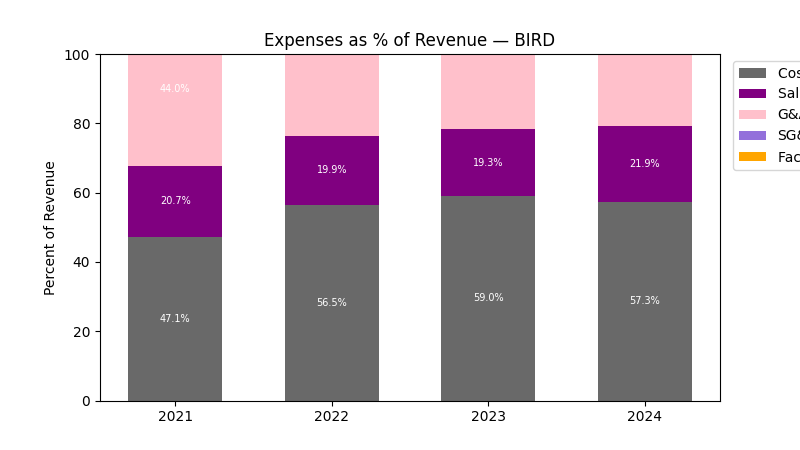 Expenses as % of Revenue — BIRD
Percent of Revenue
100
80
60
40
20
0
44.0%
20.7%
47.1%
19.9%
56.5%
19.3%
59.0%
21.9%
57.3%
2021
2022
2023
2024
Cos
Sal
G&A
SG&
Fac